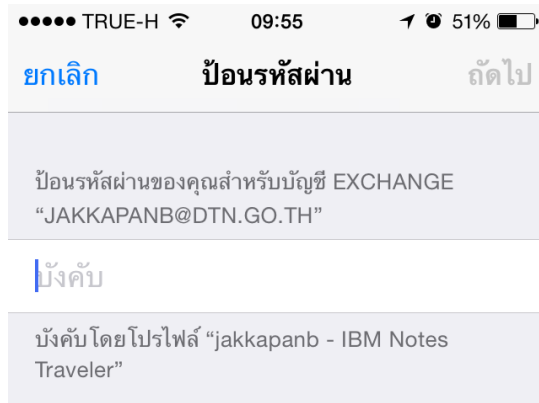 TRUE-H 09:55 51%
ยกเลิก ป้อนรหัสผ่าน ถัดไป
ป้อนรหัสผ่านของคุณสำหรับบัญชี EXCHANGE
“JAKKAPANB@DTN.GO.TH”
บังคับ
บังคับโดยโปรไฟล์ “jakkapanb - IBM Notes
Traveler”